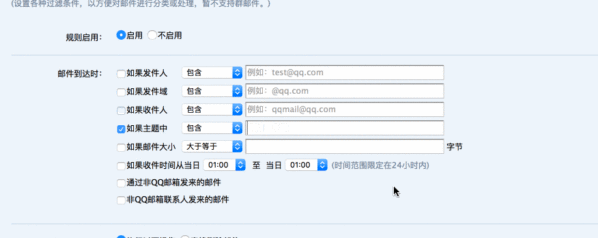 (设置各种过滤条件，以方便对邮件进行分类或处理，暂不支持群邮件。)
规则启用： 启用 不启用
邮件到达时： 如果发件人 包含 例如：test@qq.com
如果发件域 包含 例如：@qq.com
如果收件人 包含 例如：qqmail@qq.com
如果主题中 包含
如果邮件大小 大于等于 字节
如果收件时间从当日 01:00 至 当日 01:00 (时间范围限定在24小时内)
通过非QQ邮箱发来的邮件
非QQ邮箱联系人发来的邮件